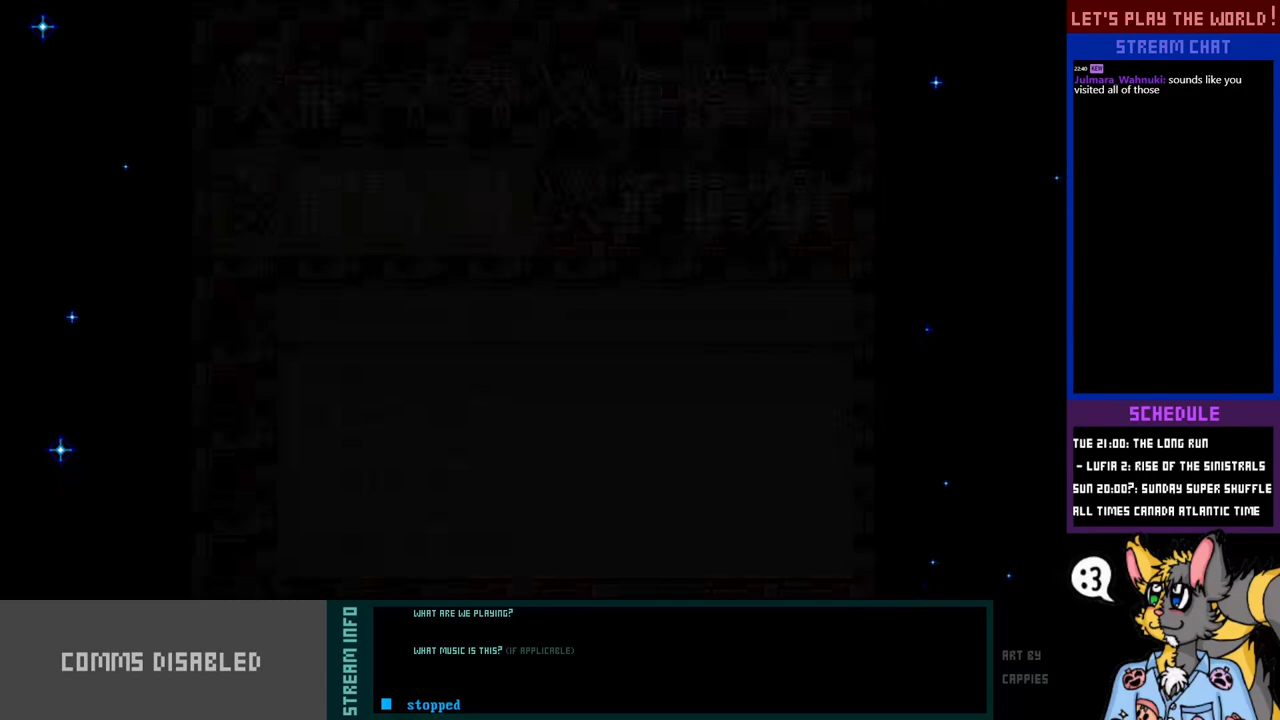 LET'S PLAY THE WORLD!
STREAM CHAT
22:40 NEW
Julmara_Wahnuki: sounds like you
visited all of those
SCHEDULE
TUE 21:00: THE LONG RUN
- LUFIA 2: RISE OF THE SINISTRALS
SUN 20:00?: SUNDAY SUPER SHUFFLE
ALL TIMES CANADA ATLANTIC TIME
:3
COMMS DISABLED
STREAM INFO
WHAT ARE WE PLAYING?
WHAT MUSIC IS THIS? (IF APPLICABLE)
stopped
ART BY
CAPPIES